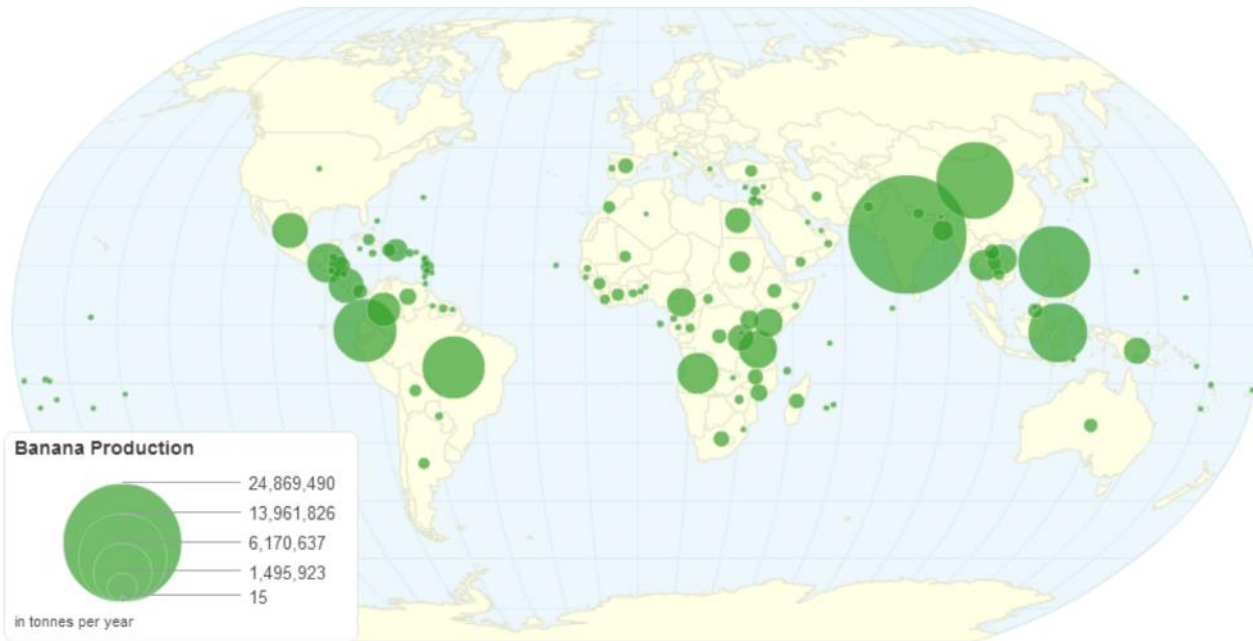 Banana Production
24,869,490
13,961,826
6,170,637
1,495,923
15
in tonnes per year